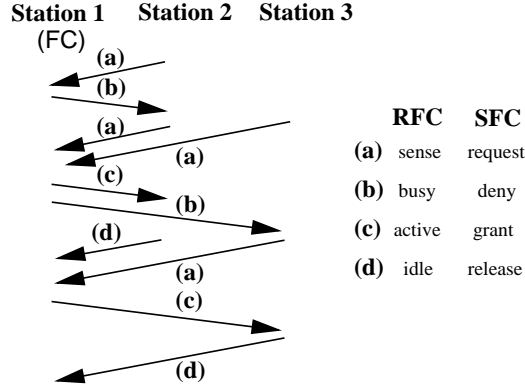 Station 1 Station 2 Station 3
(FC)
(a)
(b)
(a)
(a)
(c)
(b)
(d)
(a)
(c)
(d)
RFC SFC
(a) sense request
(b) busy deny
(c) active grant
(d) idle release